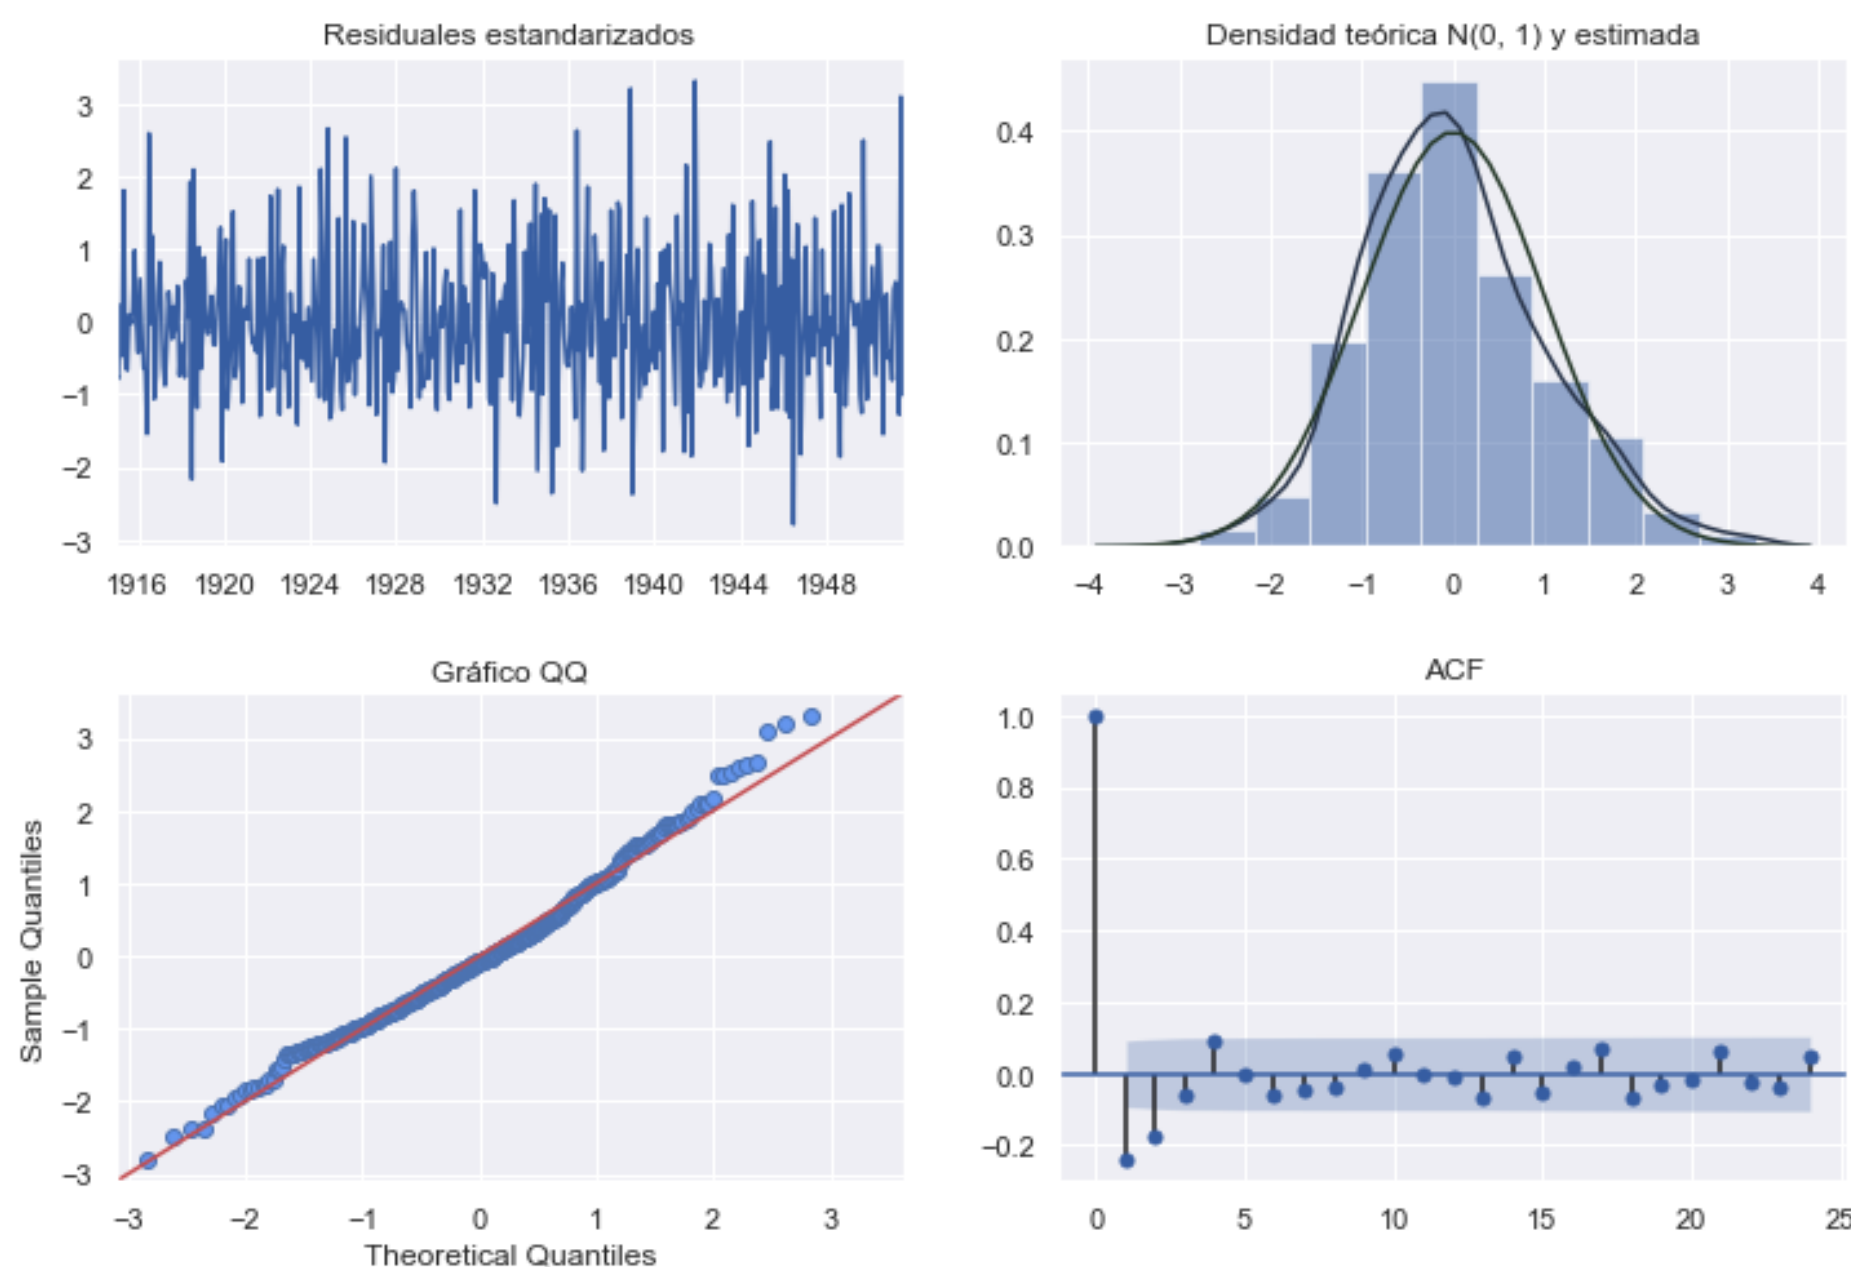 Residuales estandarizados
3
2
1
0
−1
−2
−3
1916 1920 1924 1928 1932 1936 1940 1944 1948
Densidad teórica N(0, 1) y estimada
0.4
0.3
0.2
0.1
0.0
−4 −3 −2 −1 0 1 2 3 4
Gráfico QQ
Sample Quantiles
3
2
1
0
−1
−2
−3
−3 −2 −1 0 1 2 3
Theoretical Quantiles
ACF
1.0
0.8
0.6
0.4
0.2
0.0
−0.2
0 5 10 15 20 25